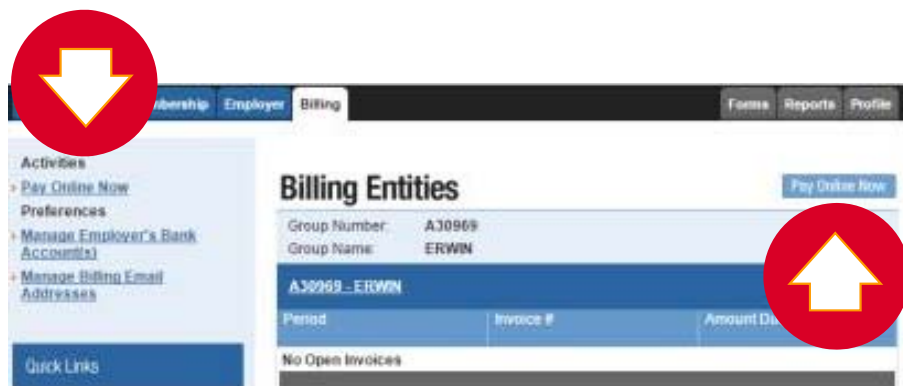 Employer Billing Forms Reports Profile
Activities
Pay Online Now
Preferences
Manage Employer's Bank
Account(s)
Manage Billing Email
Addresses
Quick Links
Billing Entities
Pay Online Now
Group Number: A30969
Group Name: ERWIN
A30969 - ERWIN
Period Invoice # Amount
No Open Invoices